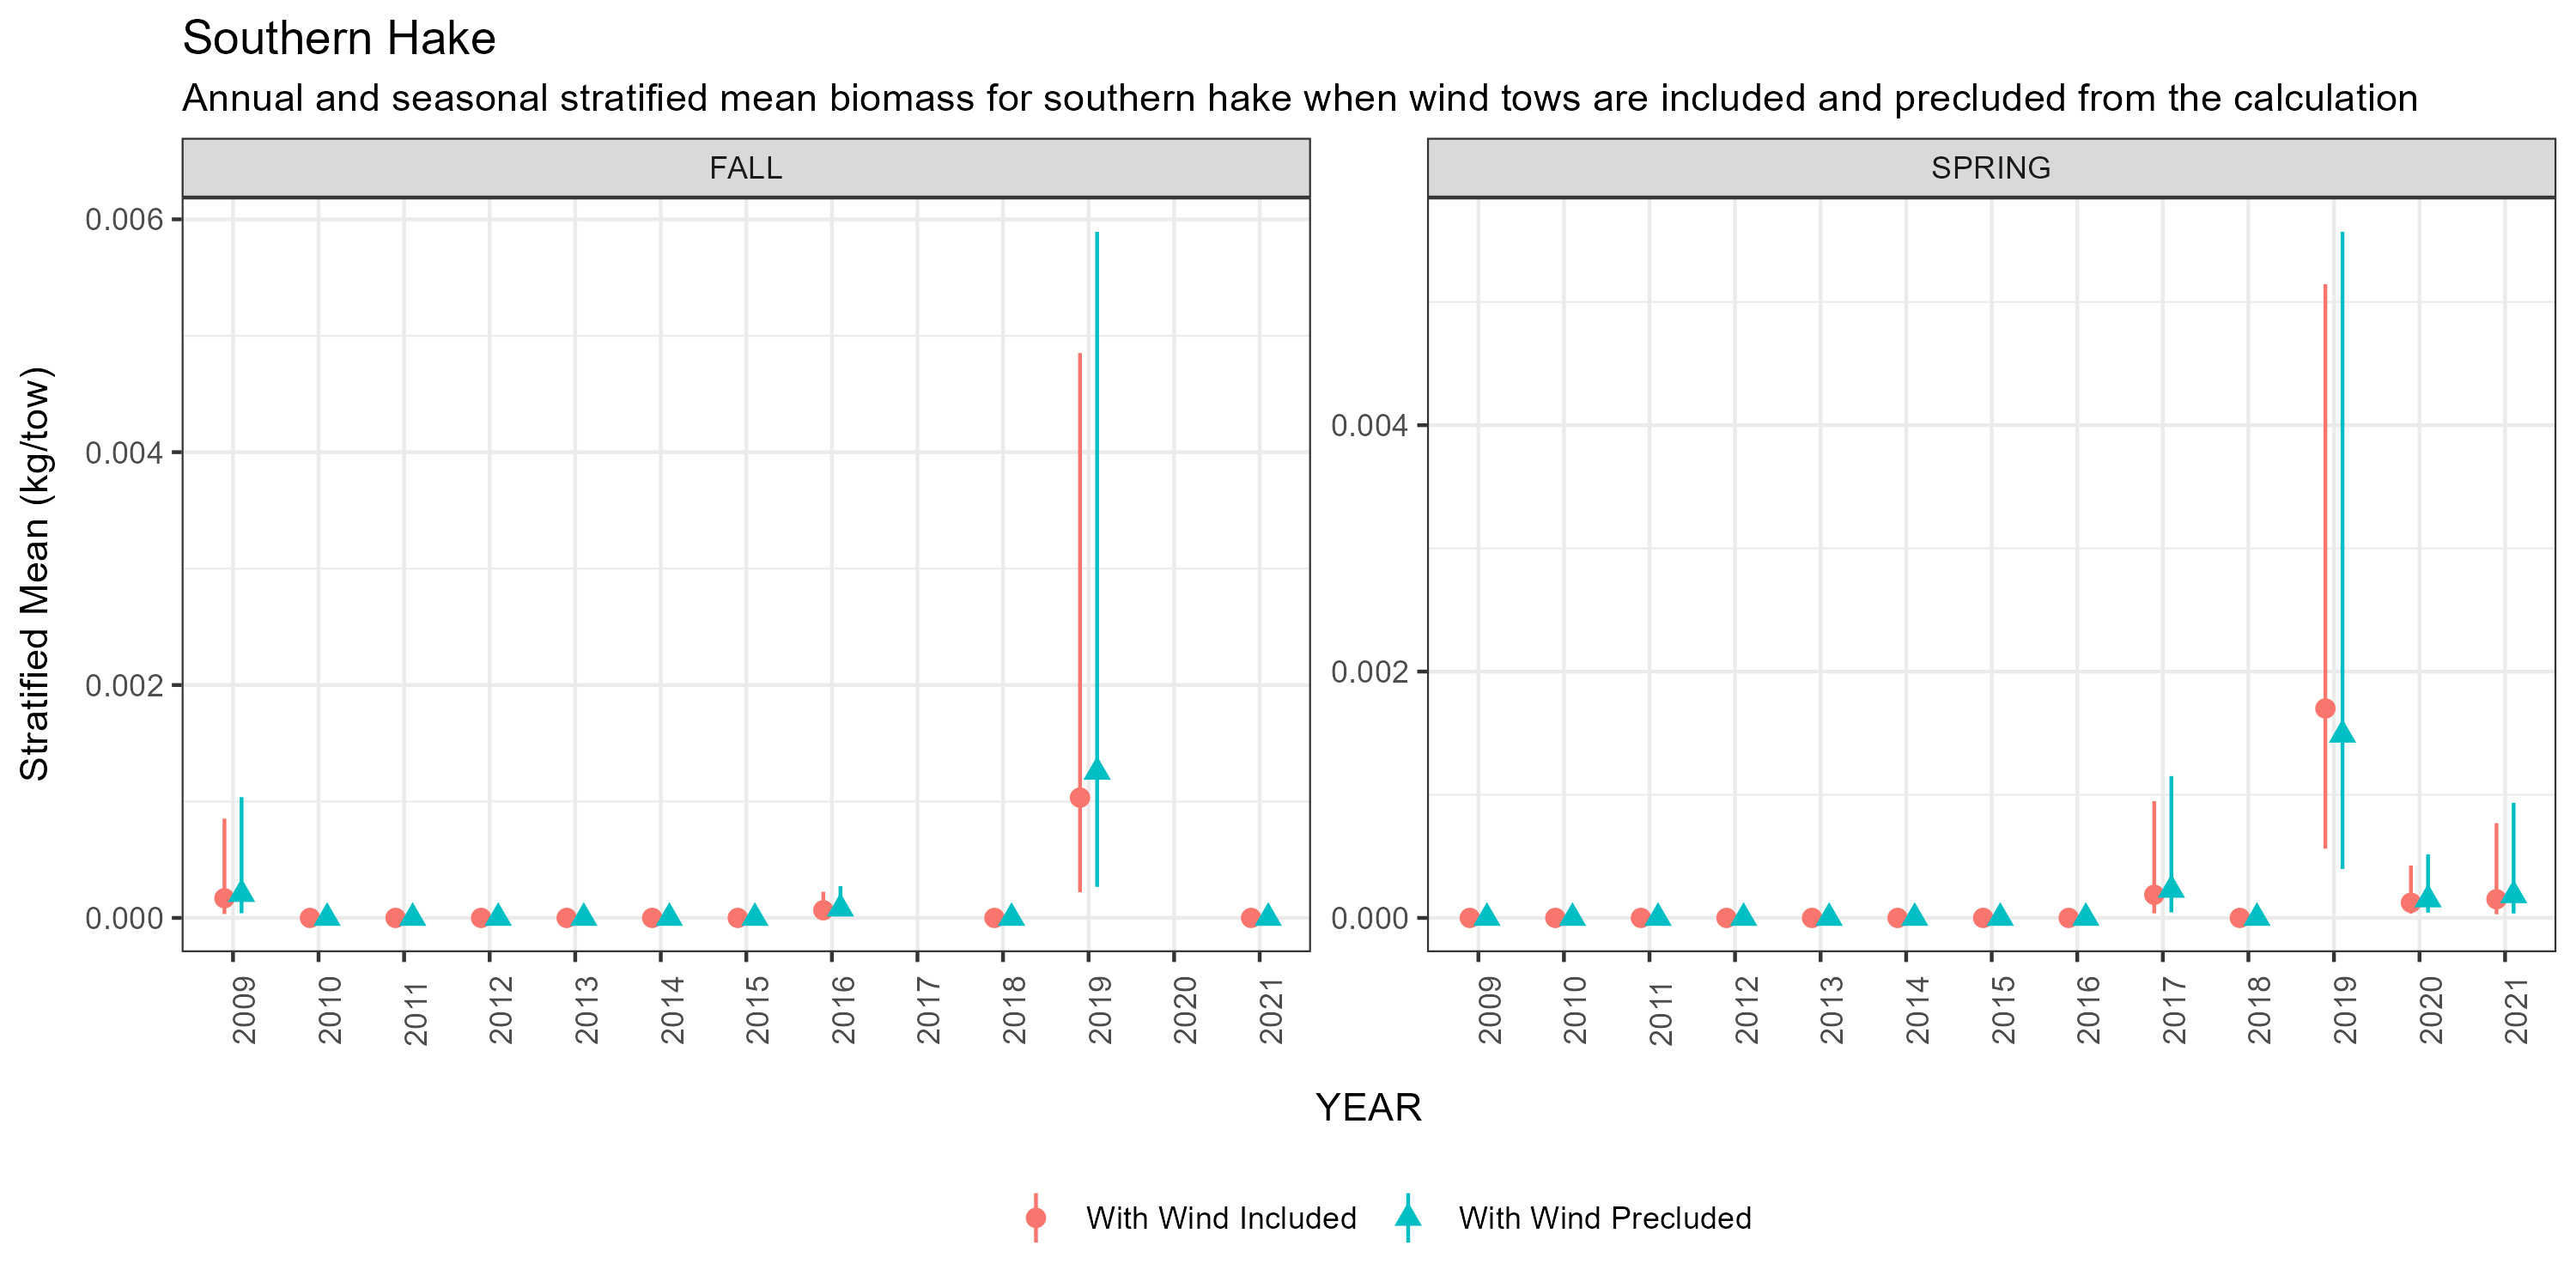 Southern Hake
Annual and seasonal stratified mean biomass for southern hake when wind tows are included and precluded from the calculation
FALL
SPRING
Stratified Mean (kg/tow)
0.006
0.004
0.002
0.000
0.004
0.002
0.000
2009 2010 2011 2012 2013 2014 2015 2016 2017 2018 2019 2020 2021
2009 2010 2011 2012 2013 2014 2015 2016 2017 2018 2019 2020 2021
YEAR
With Wind Included
With Wind Precluded